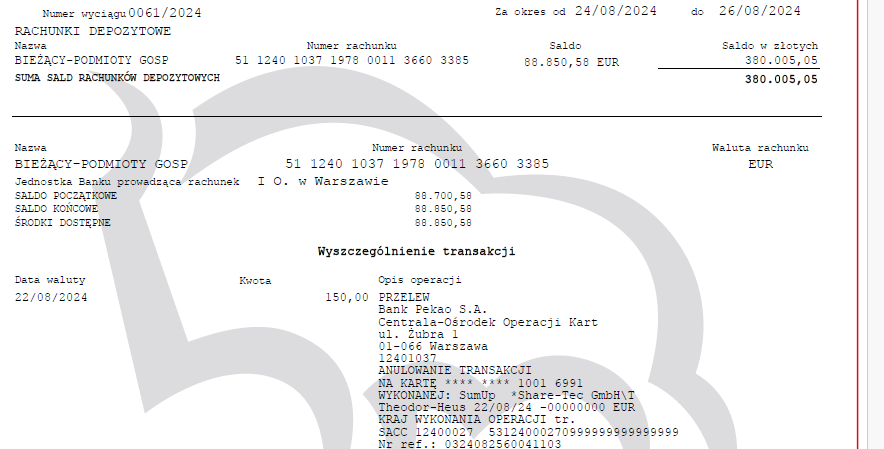 Numer wyciągu 0061/2024 Za okres od 24/08/2024 do 26/08/2024
RACHUNKI DEPOZYTOWE
Nazwa Numer rachunku Saldo Saldo w złotych
BIEŻĄCY-PODMIOTY GOSP 51 1240 1037 1978 0011 3660 3385 88.850,58 EUR 380.005,05
SUMA SALD RACHUNKÓW DEPOZYTOWYCH 380.005,05
Nazwa Numer rachunku Waluta rachunku
BIEŻĄCY-PODMIOTY GOSP 51 1240 1037 1978 0011 3660 3385 EUR
Jednostka Banku prowadząca rachunek I O. w Warszawie
SALDO POCZĄTKOWE 88.700,58
SALDO KOŃCOWE 88.850,58
ŚRODKI DOSTĘPNE 88.850,58
Wyszczególnienie transakcji
Data waluty Kwota Opis operacji
22/08/2024 150,00 PRZELEW
Bank Pekao S.A.
Centrala-Ośrodek Operacji Kart
ul. Żubra 1
01-066 Warszawa
12401037
ANULOWANIE TRANSAKCJI
NA KARTĘ **** **** 1001 6991
WYKONANEJ: SumUp *Share-Tec GmbH\T
Theodor-Heus 22/08/24 -00000000 EUR
KRAJ WYKONANIA OPERACJI tr.
SACC 12400027 53124000270999999999999999
Nr ref.: 0324082560041103